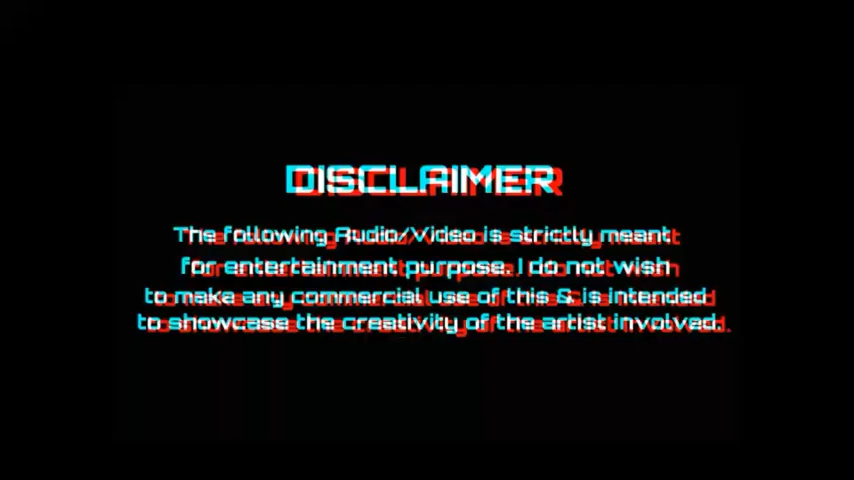 DISCLAIMER
The following Audio/Video is strictly meant
for entertainment purpose. I do not wish
to make any commercial use of this & is intended
to showcase the creativity of the artist involved.